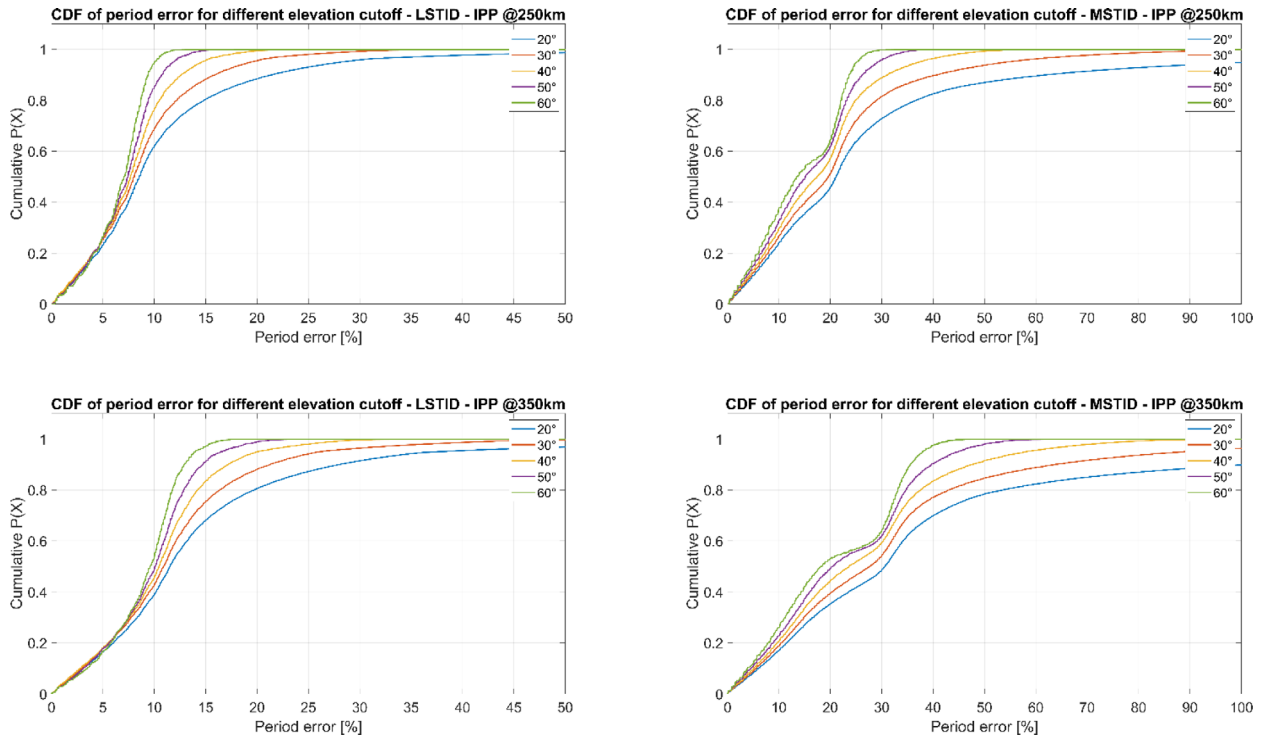 CDF of period error for different elevation cutoff - LSTID - IPP @250km
1
0.8
0.6
0.4
0.2
0
Cumulative P(X)
20°
30°
40°
50°
60°
0 5 10 15 20 25 30 35 40 45 50
Period error [%]
CDF of period error for different elevation cutoff - MSTID - IPP @250km
1
0.8
0.6
0.4
0.2
0
Cumulative P(X)
20°
30°
40°
50°
60°
0 10 20 30 40 50 60 70 80 90 100
Period error [%]
CDF of period error for different elevation cutoff - LSTID - IPP @350km
1
0.8
0.6
0.4
0.2
0
Cumulative P(X)
20°
30°
40°
50°
60°
0 5 10 15 20 25 30 35 40 45 50
Period error [%]
CDF of period error for different elevation cutoff - MSTID - IPP @350km
1
0.8
0.6
0.4
0.2
0
Cumulative P(X)
20°
30°
40°
50°
60°
0 10 20 30 40 50 60 70 80 90 100
Period error [%]